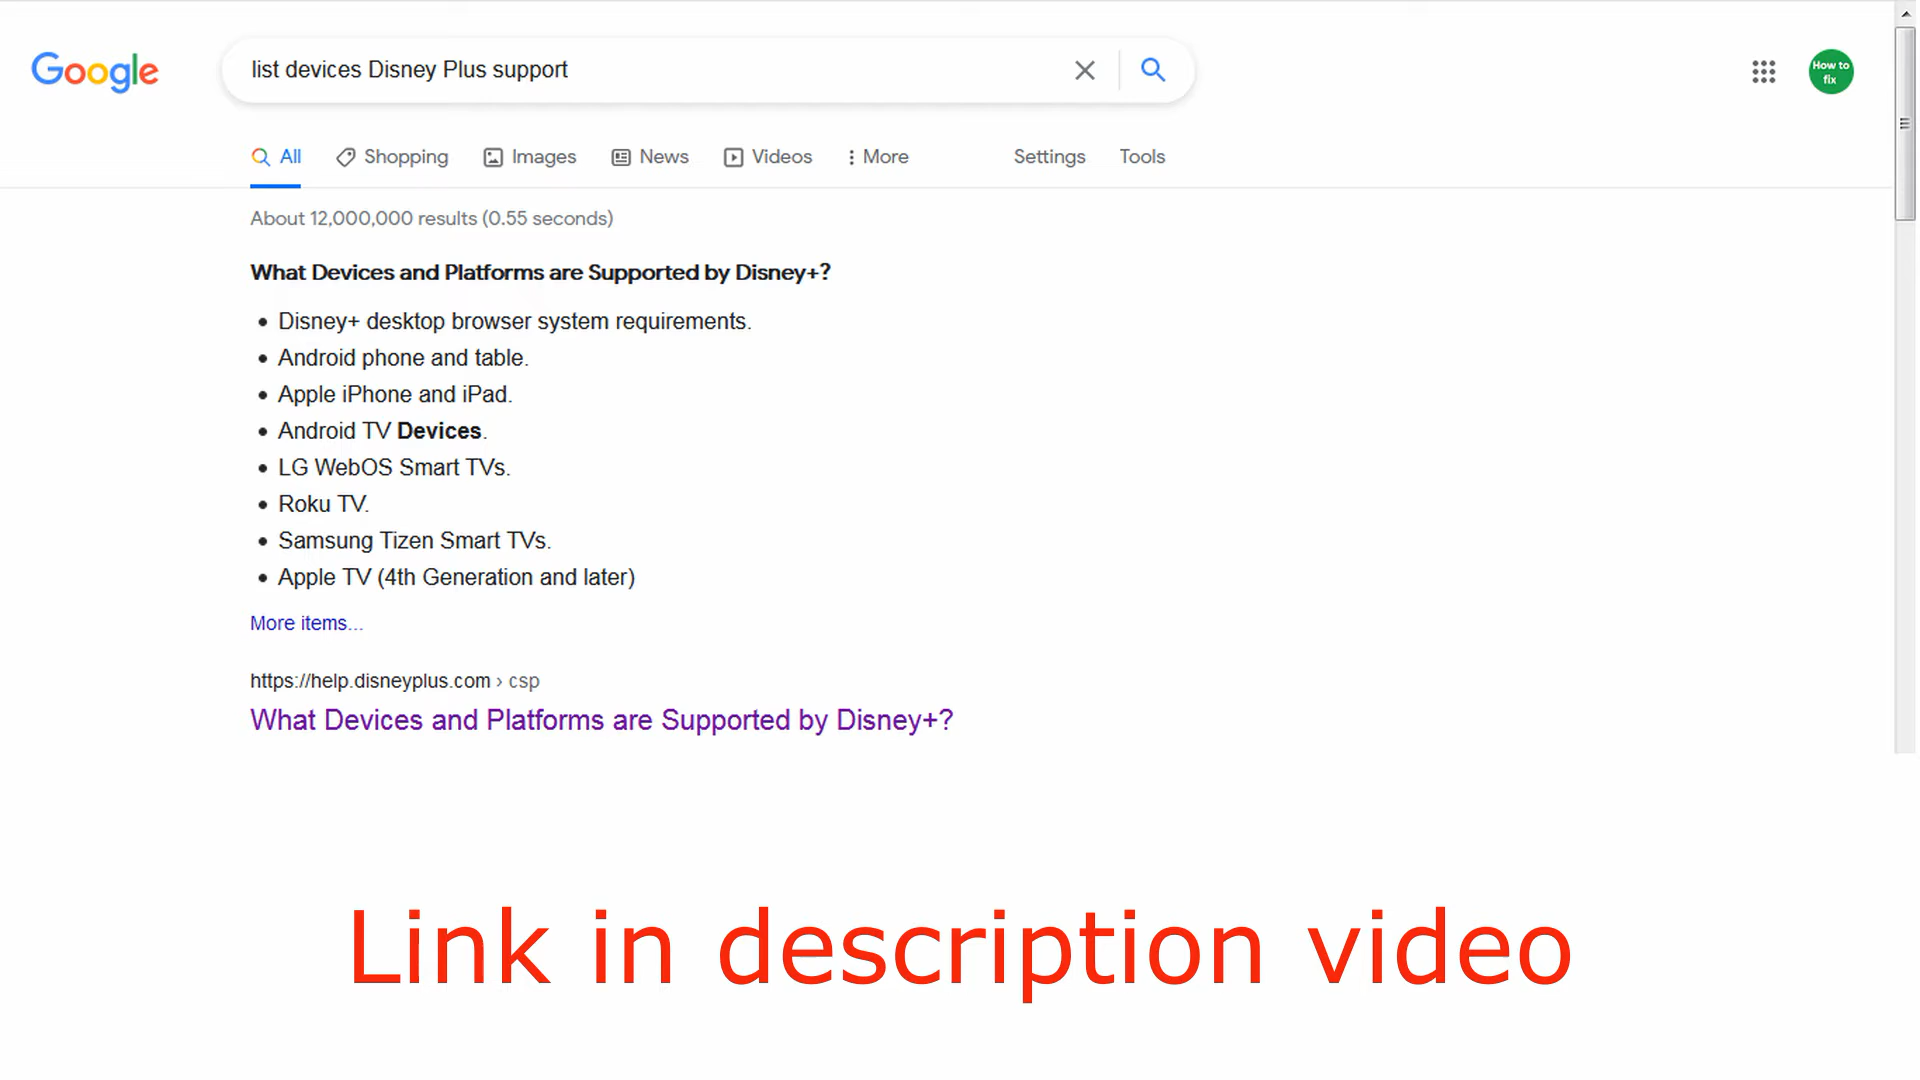 Google
list devices Disney Plus support
How to
fix
All Shopping Images News Videos More Settings Tools
About 12,000,000 results (0.55 seconds)
What Devices and Platforms are Supported by Disney+?
• Disney+ desktop browser system requirements.
• Android phone and table.
• Apple iPhone and iPad.
• Android TV Devices.
• LG WebOS Smart TVs.
• Roku TV.
• Samsung Tizen Smart TVs.
• Apple TV (4th Generation and later)
More items...
https://help.disneyplus.com › csp
What Devices and Platforms are Supported by Disney+?
Link in description video